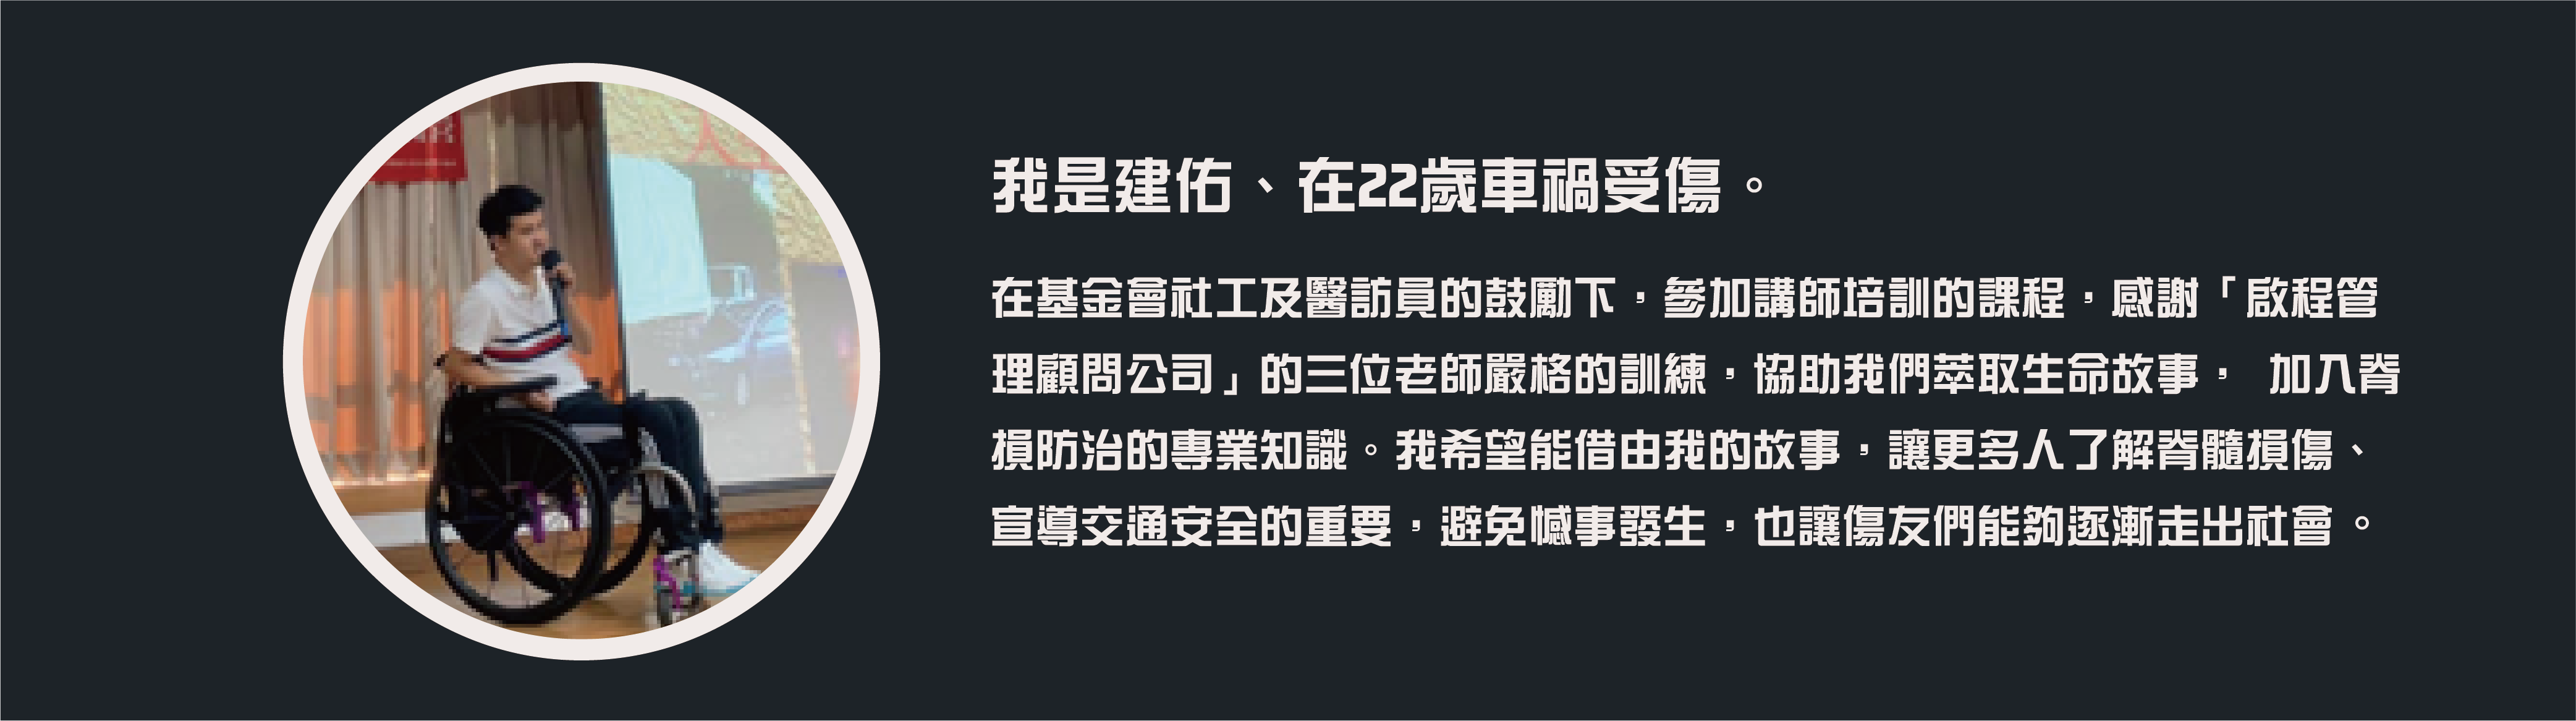 我是建佑、在22歲車禍受傷。
在基金會社工及醫訪員的鼓勵下，參加講師培訓的課程，感謝「啟程管
理顧問公司」的三位老師嚴格的訓練，協助我們萃取生命故事， 加入脊
損防治的專業知識。我希望能借由我的故事，讓更多人了解脊髓損傷、
宣導交通安全的重要，避免憾事發生，也讓傷友們能夠逐漸走出社會。